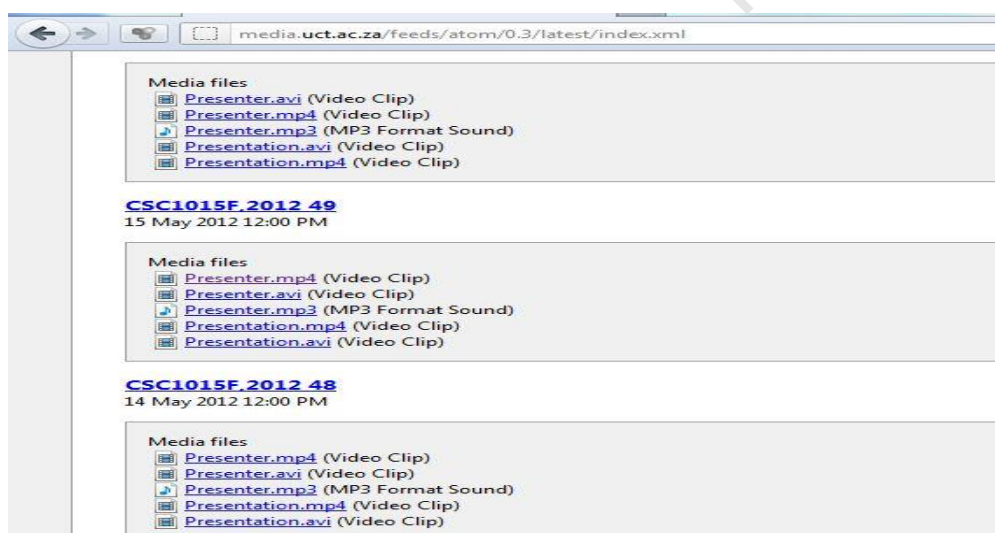 media.uct.ac.za/feeds/atom/0.3/latest/index.xml
Media files
Presenter.avi (Video Clip)
Presenter.mp4 (Video Clip)
Presenter.mp3 (MP3 Format Sound)
Presentation.avi (Video Clip)
Presentation.mp4 (Video Clip)
CSC1015F,2012 49
15 May 2012 12:00 PM
Media files
Presenter.mp4 (Video Clip)
Presenter.avi (Video Clip)
Presenter.mp3 (MP3 Format Sound)
Presentation.mp4 (Video Clip)
Presentation.avi (Video Clip)
CSC1015F,2012 48
14 May 2012 12:00 PM
Media files
Presenter.mp4 (Video Clip)
Presenter.avi (Video Clip)
Presenter.mp3 (MP3 Format Sound)
Presentation.mp4 (Video Clip)
Presentation.avi (Video Clip)